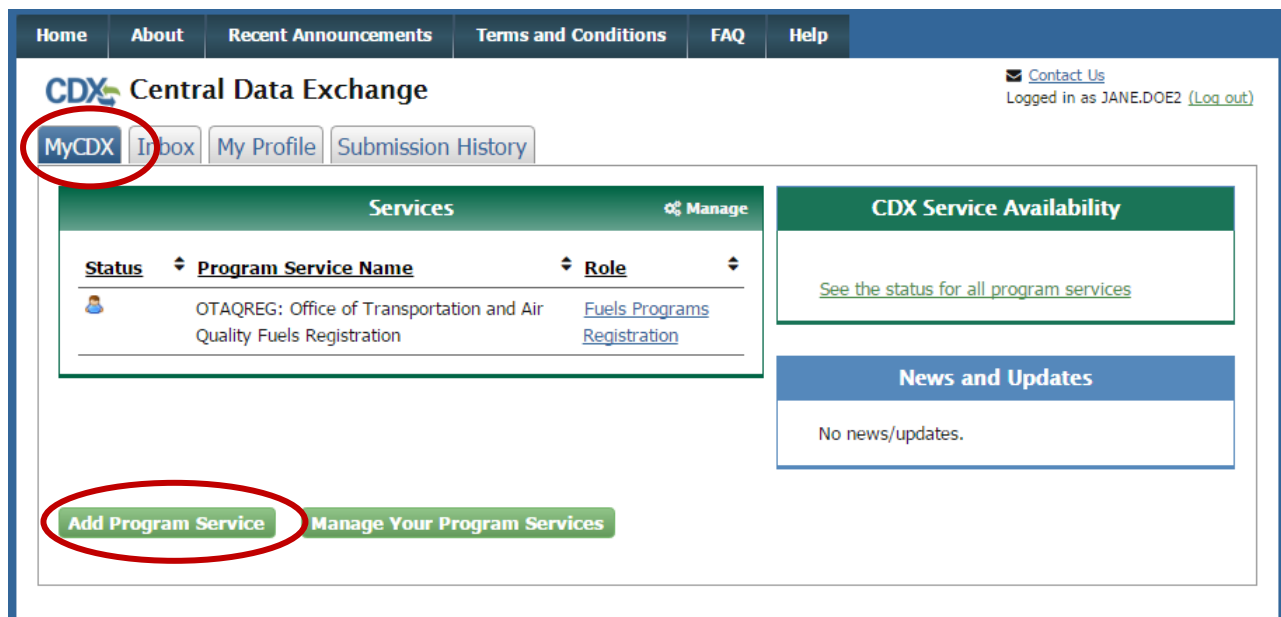 Home About Recent Announcements Terms and Conditions FAQ Help
CDX Central Data Exchange
Contact Us
Logged in as JANE.DOE2 (Log out)
MyCDX Inbox My Profile Submission History
Services Manage
Status Program Service Name Role
OTAQREG: Office of Transportation and Air Fuels Programs
Quality Fuels Registration Registration
CDX Service Availability
See the status for all program services
News and Updates
No news/updates.
Add Program Service Manage Your Program Services